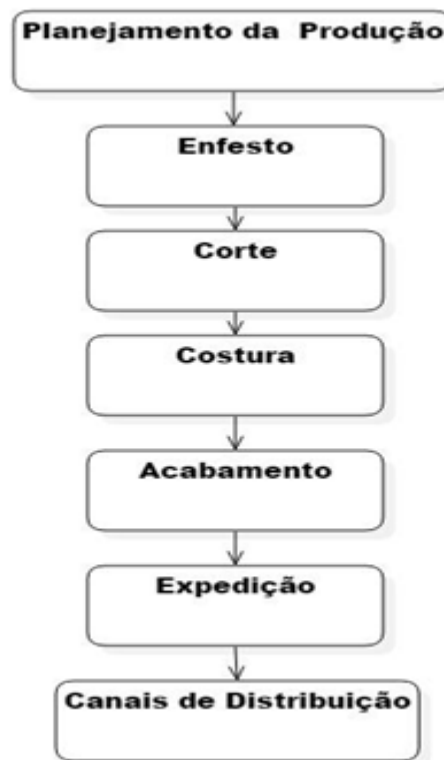 Planejamento da Produção
Enfesto
Corte
Costura
Acabamento
Expedição
Canais de Distribuição